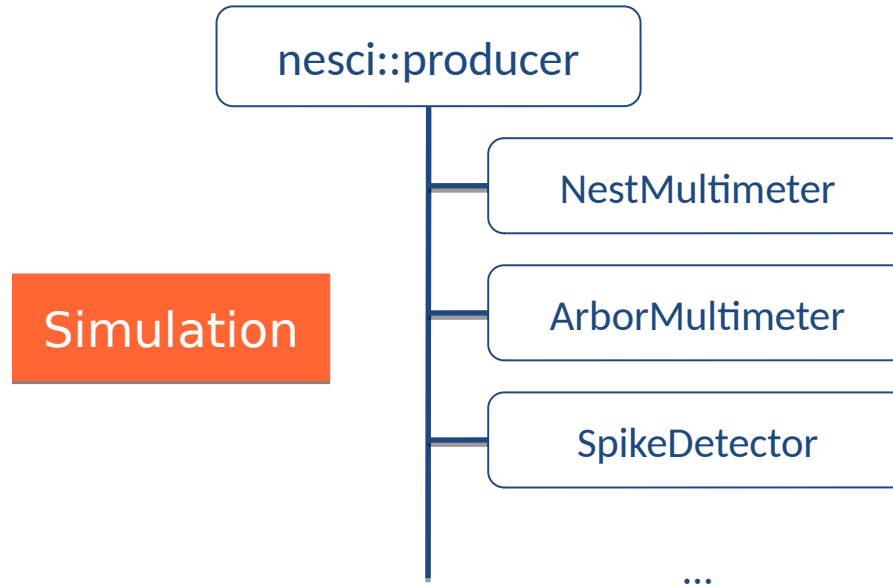 nesci::producer
NestMultimeter
ArborMultimeter
Simulation
SpikeDetector
...